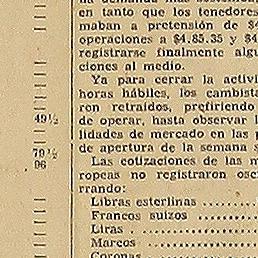 en tanto que los tenedores
maban a pretensión de $4
operaciones a $4.85.35 y $4
registrarse finalmente algu
ciones al medio.
Ya para cerrar la activi
horas hábiles, los cambista
ron retraídos, prefiriendo
49½ de operar, hasta observar l
lidades de mercado en las p
79½ de apertura de la semana s
96 Las cotizaciones de las m
ropeas no registraron osci
rrando:
Libras esterlinas
Francos suizos
Liras
Marcos
Coronas